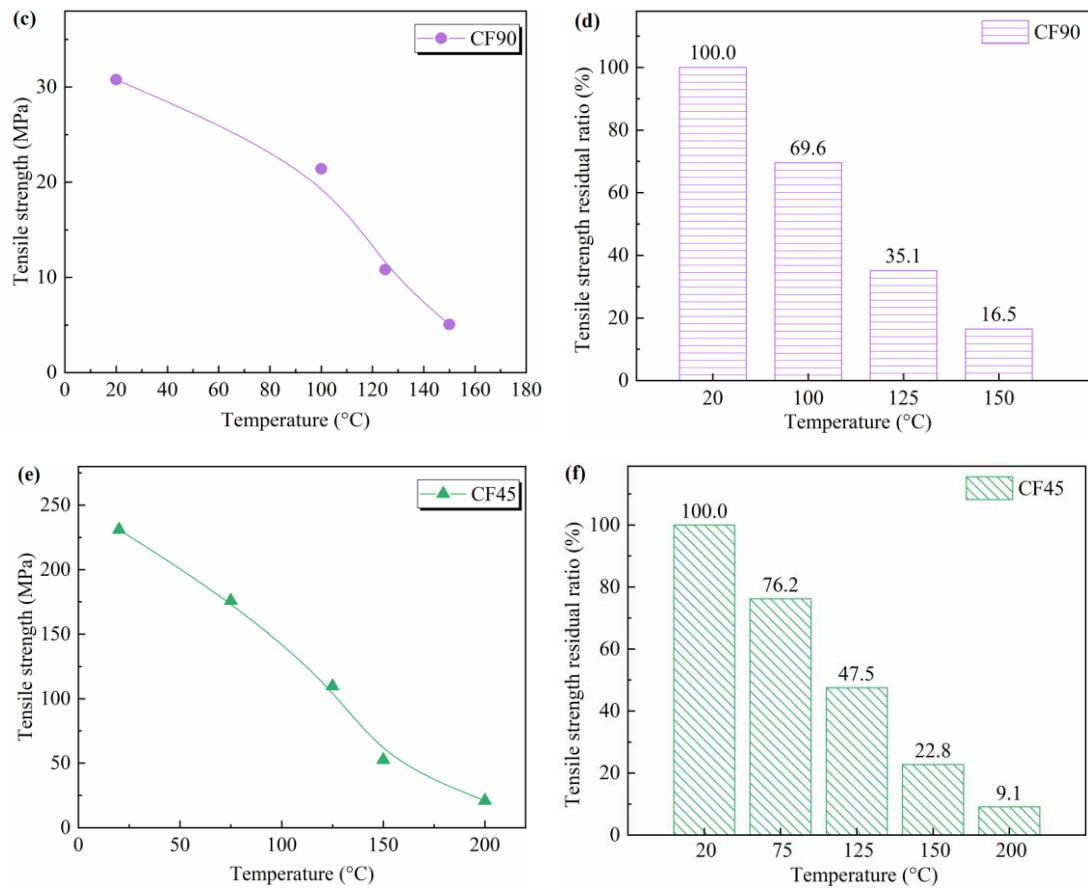 (c)
CF90
Tensile strength (MPa)
30
20
10
0
0 20 40 60 80 100 120 140 160 180
Temperature (°C)
(d)
CF90
Tensile strength residual ratio (%)
100
80
60
40
20
0
100.0
69.6
35.1
16.5
20 100 125 150
Temperature (°C)
(e)
CF45
Tensile strength (MPa)
250
200
150
100
50
0
0 50 100 150 200
Temperature (°C)
(f)
CF45
Tensile strength residual ratio (%)
100
80
60
40
20
0
100.0
76.2
47.5
22.8
9.1
20 75 125 150 200
Temperature (°C)